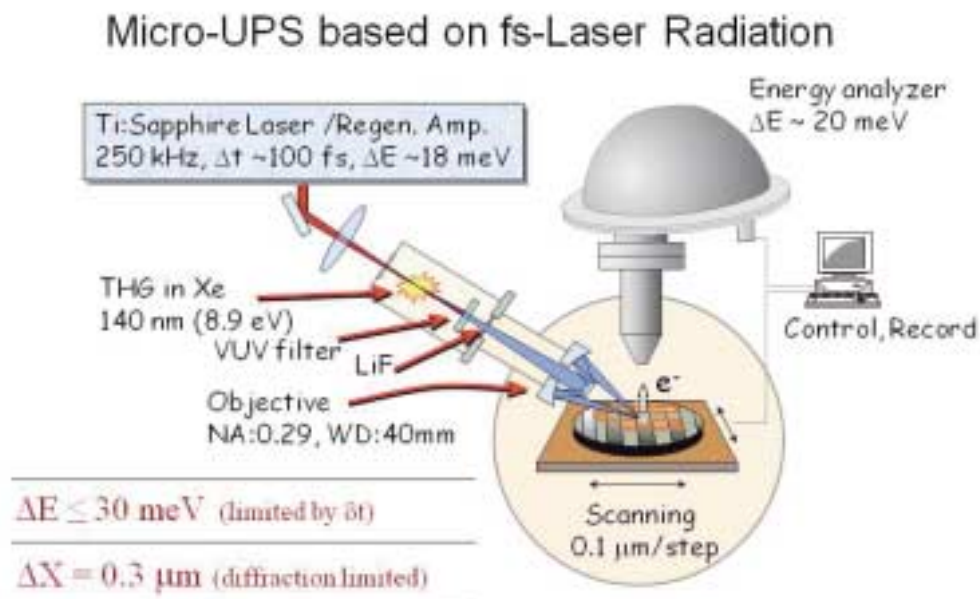 Micro-UPS based on fs-Laser Radiation
Energy analyzer
ΔE ~ 20 meV
Ti:Sapphire Laser /Regen. Amp.
250 kHz, Δt ~100 fs, ΔE ~18 meV
THG in Xe
140 nm (8.9 eV)
VUV filter
LiF
Objective
NA:0.29, WD:40mm
e-
Control, Record
Scanning
0.1 μm/step
ΔE ≤ 30 meV (limited by δt)
ΔX = 0.3 μm (diffraction limited)